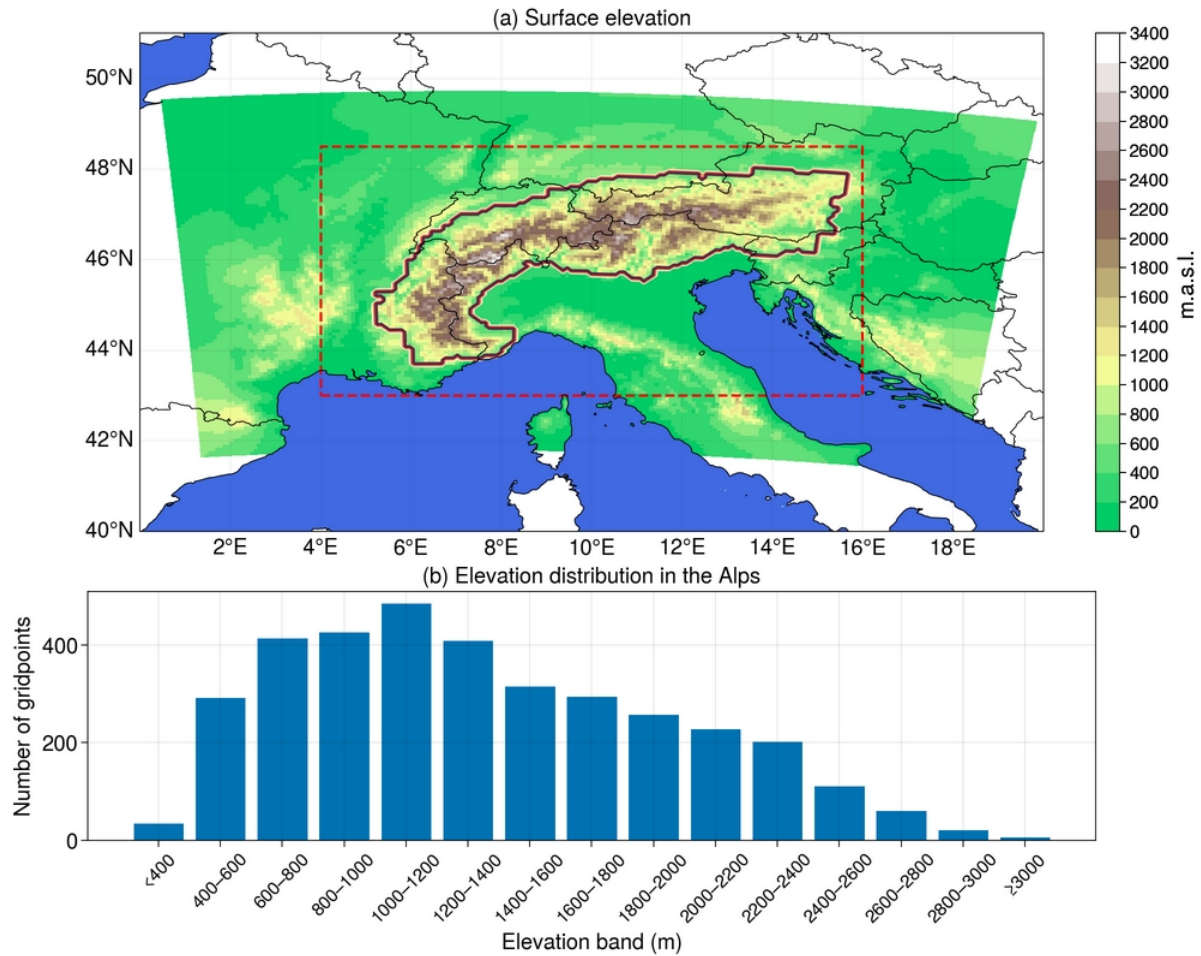 (a) Surface elevation
50°N
48°N
46°N
44°N
42°N
40°N
2°E 4°E 6°E 8°E 10°E 12°E 14°E 16°E 18°E
3400
3200
3000
2800
2600
2400
2200
2000
1800
1600
1400
1200
1000
800
600
400
200
0
m.a.s.l.
(b) Elevation distribution in the Alps
Number of gridpoints
400
200
0
<400 400–600 600–800 800–1000 1000–1200 1200–1400 1400–1600 1600–1800 1800–2000 2000–2200 2200–2400 2400–2600 2600–2800 2800–3000 ≥3000
Elevation band (m)